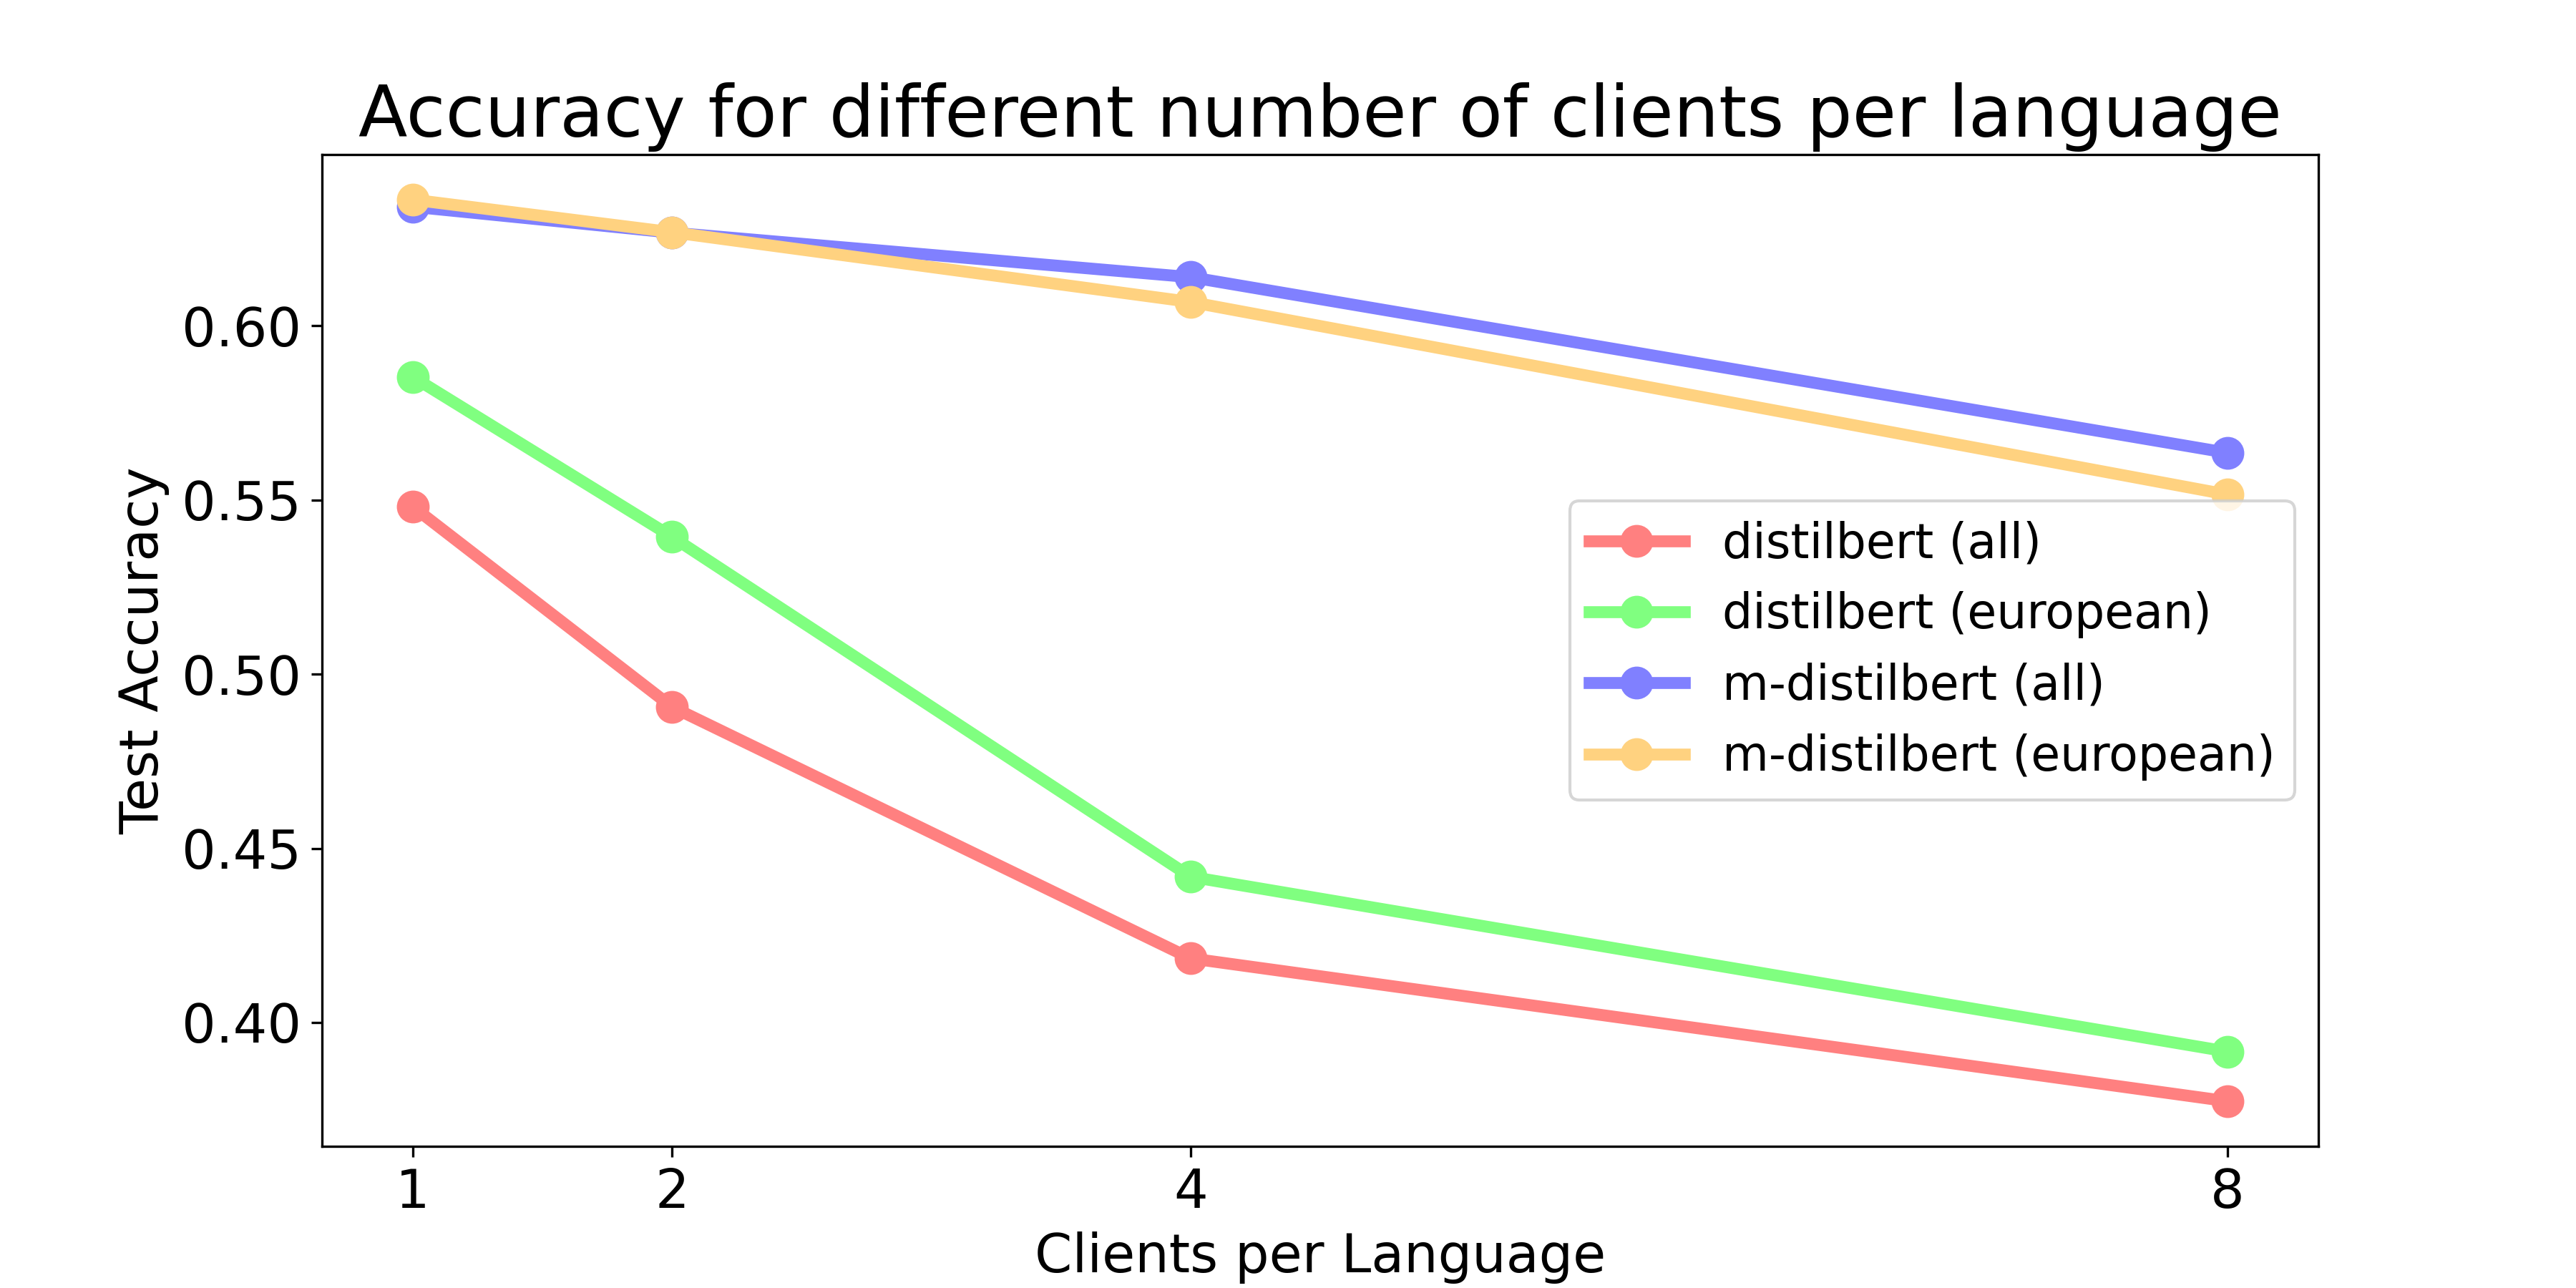 Accuracy for different number of clients per language
Test Accuracy
0.60
0.55
0.50
0.45
0.40
distilbert (all)
distilbert (european)
m-distilbert (all)
m-distilbert (european)
1 2 4 8
Clients per Language